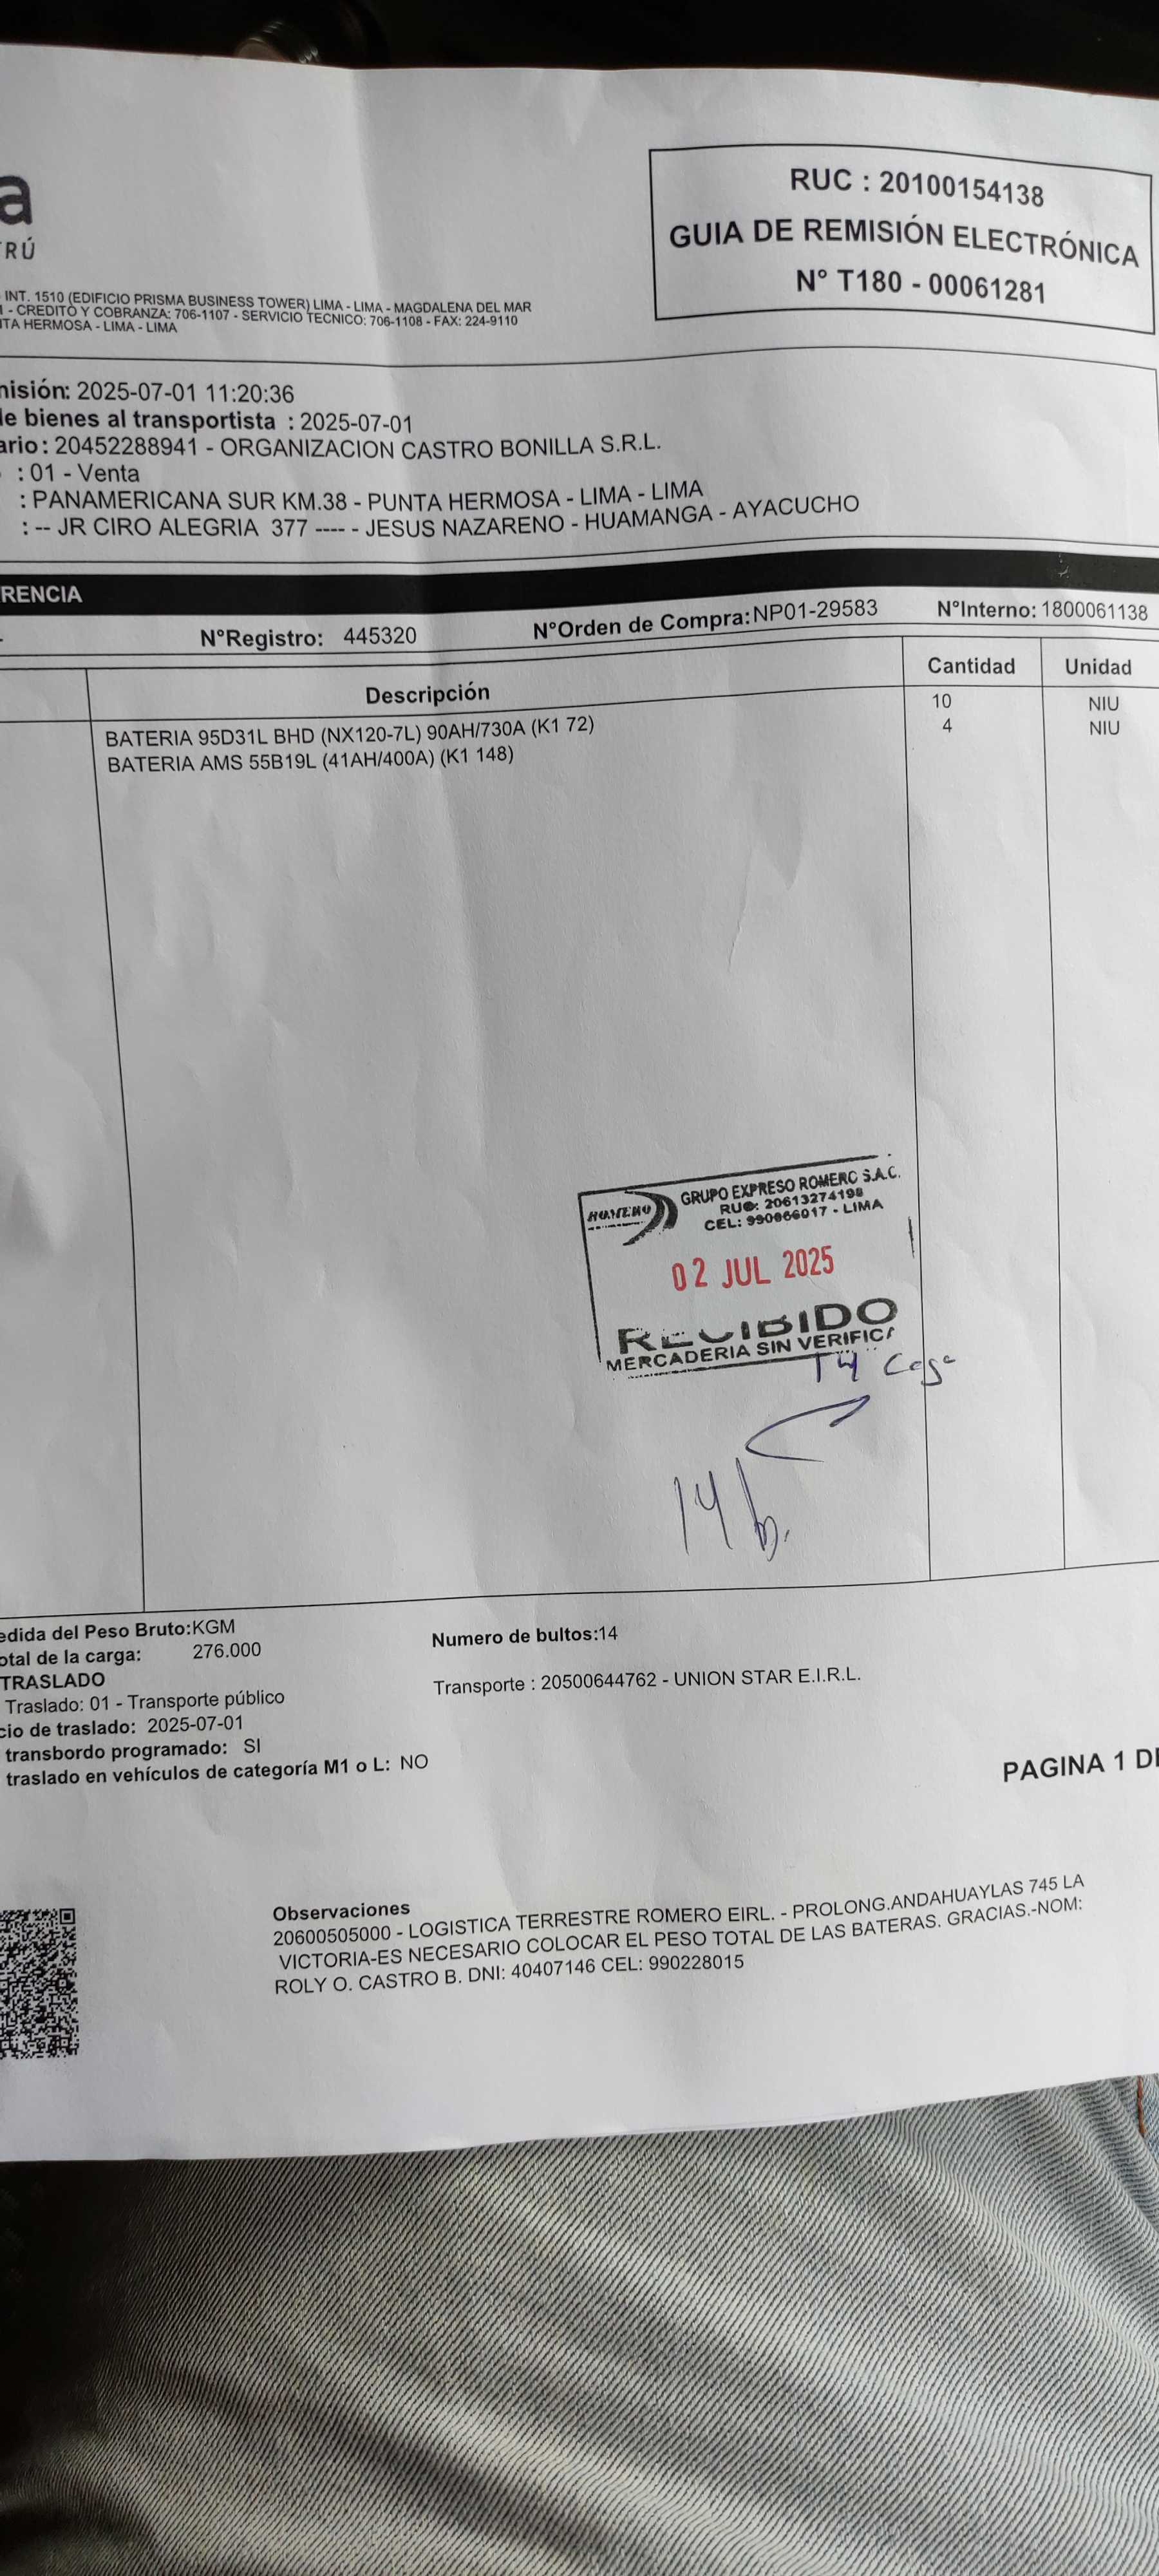 a
RÚ
RUC : 20100154138
GUIA DE REMISIÓN ELECTRÓNICA
N° T180 - 00061281
INT. 1510 (EDIFICIO PRISMA BUSINESS TOWER) LIMA - LIMA - MAGDALENA DEL MAR
- CREDITO Y COBRANZA: 706-1107 - SERVICIO TECNICO: 706-1108 - FAX: 224-9110
TA HERMOSA - LIMA - LIMA
misión: 2025-07-01 11:20:36
de bienes al transportista : 2025-07-01
ario: 20452288941 - ORGANIZACION CASTRO BONILLA S.R.L.
: 01 - Venta
: PANAMERICANA SUR KM.38 - PUNTA HERMOSA - LIMA - LIMA
: -- JR CIRO ALEGRIA 377 ---- - JESUS NAZARENO - HUAMANGA - AYACUCHO
RENCIA
N°Registro: 445320 N°Orden de Compra:NP01-29583 N°Interno: 1800061138
Descripción Cantidad Unidad
BATERIA 95D31L BHD (NX120-7L) 90AH/730A (K1 72) 10 NIU
BATERIA AMS 55B19L (41AH/400A) (K1 148) 4 NIU
ROMERO
GRUPO EXPRESO ROMERO S.A.C.
RUC: 20613274198
CEL: 990866017 - LIMA
02 JUL 2025
RECIBIDO
MERCADERIA SIN VERIFICA
14
14 b.
edida del Peso Bruto:KGM
otal de la carga: 276.000
Numero de bultos:14
TRASLADO
Traslado: 01 - Transporte público
Transporte : 20500644762 - UNION STAR E.I.R.L.
cio de traslado: 2025-07-01
transbordo programado: SI
traslado en vehículos de categoría M1 o L: NO
PAGINA 1 DE
Observaciones
20600505000 - LOGISTICA TERRESTRE ROMERO EIRL. - PROLONG.ANDAHUAYLAS 745 LA
VICTORIA-ES NECESARIO COLOCAR EL PESO TOTAL DE LAS BATERAS. GRACIAS.-NOM:
ROLY O. CASTRO B. DNI: 40407146 CEL: 990228015